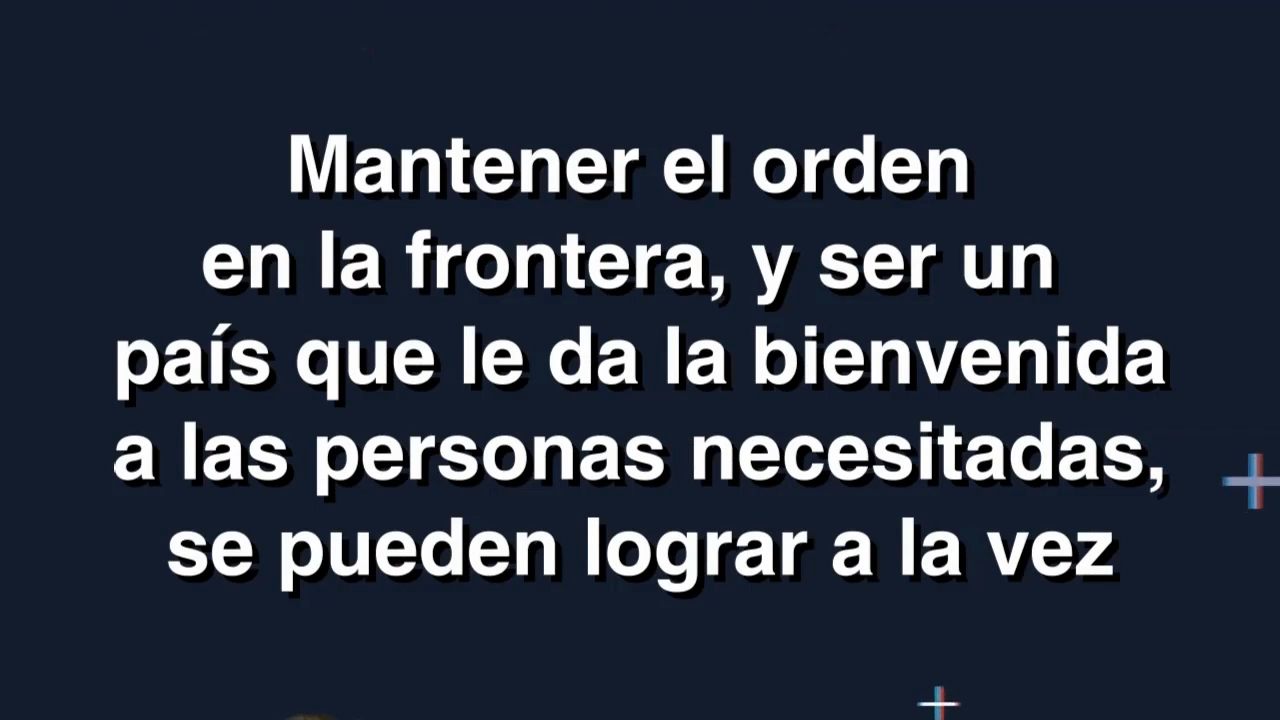 Mantener el orden
en la frontera, y ser un
país que le da la bienvenida
a las personas necesitadas,
se pueden lograr a la vez